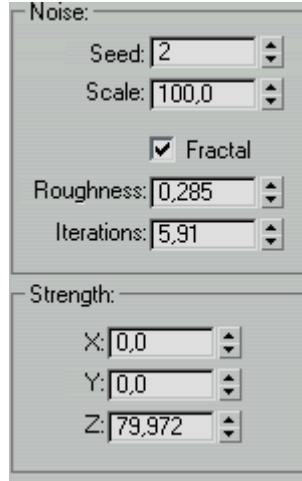 Noise:
Seed: 2
Scale: 100,0
Fractal
Roughness: 0,285
Iterations: 5,91
Strength:
X: 0,0
Y: 0,0
Z: 79,972